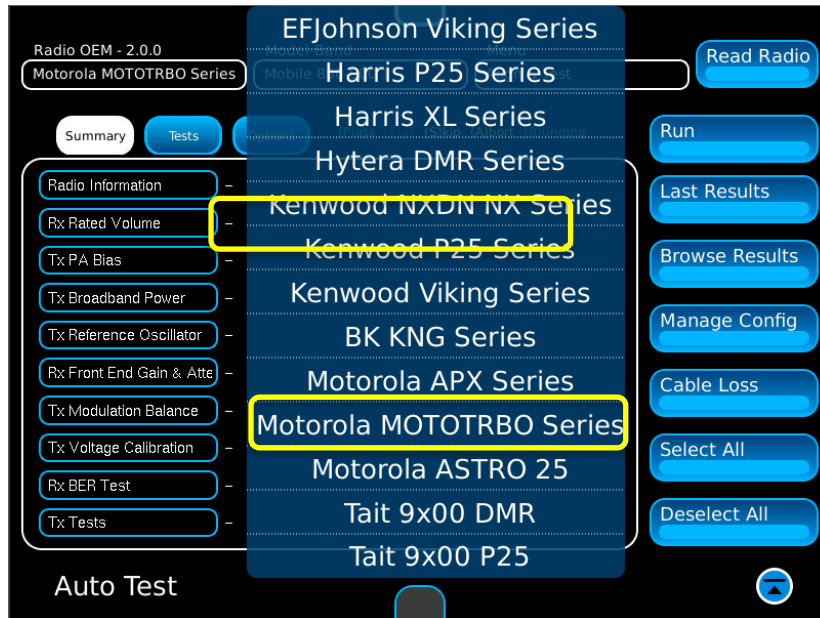 EFJohnson Viking Series
Radio OEM - 2.0.0
Model-Band
Menu
Read Radio
Motorola MOTOTRBO Series
Mobile
Harris P25 Series
Harris XL Series
Summary
Tests
Run
Hytera DMR Series
Radio Information
–
Last Results
Kenwood NXDN NX Series
Rx Rated Volume
–
Kenwood P25 Series
Tx PA Bias
–
Browse Results
Kenwood Viking Series
Tx Broadband Power
–
Manage Config
Tx Reference Oscillator
–
BK KNG Series
Rx Front End Gain & Atte
–
Motorola APX Series
Cable Loss
Tx Modulation Balance
–
Motorola MOTOTRBO Series
Tx Voltage Calibration
–
Select All
Motorola ASTRO 25
Rx BER Test
–
Tait 9x00 DMR
Tx Tests
–
Deselect All
Tait 9x00 P25
Auto Test